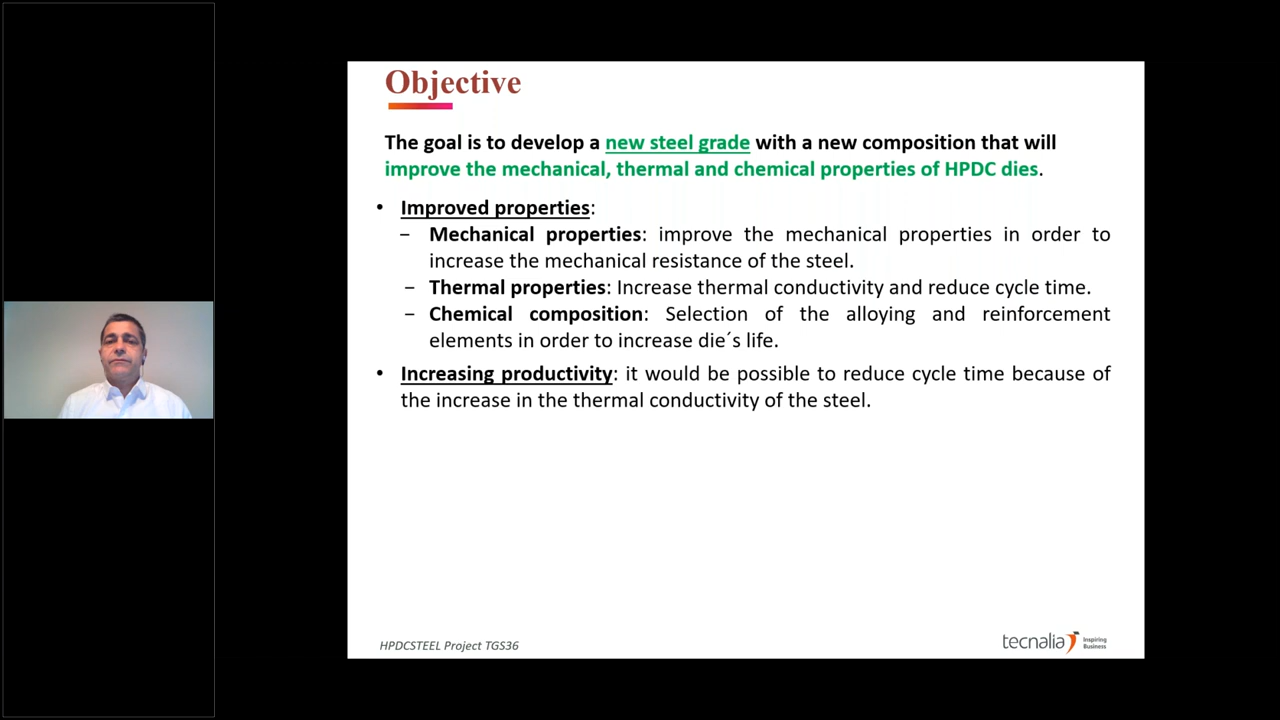 Objective
The goal is to develop a new steel grade with a new composition that will
improve the mechanical, thermal and chemical properties of HPDC dies.
• Improved properties:
− Mechanical properties: improve the mechanical properties in order to
increase the mechanical resistance of the steel.
− Thermal properties: Increase thermal conductivity and reduce cycle time.
− Chemical composition: Selection of the alloying and reinforcement
elements in order to increase die´s life.
• Increasing productivity: it would be possible to reduce cycle time because of
the increase in the thermal conductivity of the steel.
HPDCSTEEL Project TGS36
tecnalia Inspiring
Business